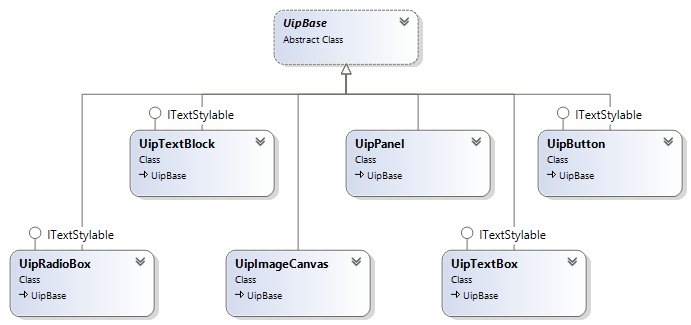 UipBase
Abstract Class
ITextStylable
ITextStylable
UipTextBlock
Class
UipBase
UipPanel
Class
UipBase
UipButton
Class
UipBase
ITextStylable
ITextStylable
UipRadioBox
Class
UipBase
UipImageCanvas
Class
UipBase
UipTextBox
Class
UipBase